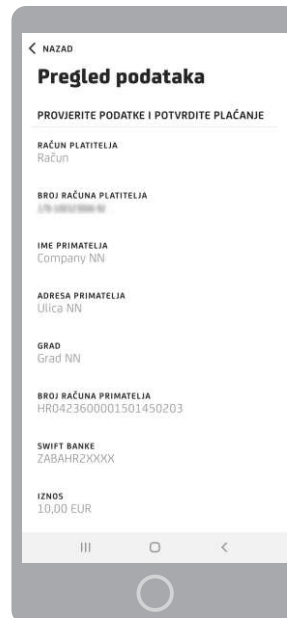 NAZAD
Pregled podataka
PROVJERITE PODATKE I POTVRDITE PLAĆANJE
RAČUN PLATITELJA
Račun
BROJ RAČUNA PLATITELJA
IME PRIMATELJA
Company NN
ADRESA PRIMATELJA
Ulica NN
GRAD
Grad NN
BROJ RAČUNA PRIMATELJA
HR0423600001501450203
SWIFT BANKE
ZABAHR2XXXX
IZNOS
10,00 EUR